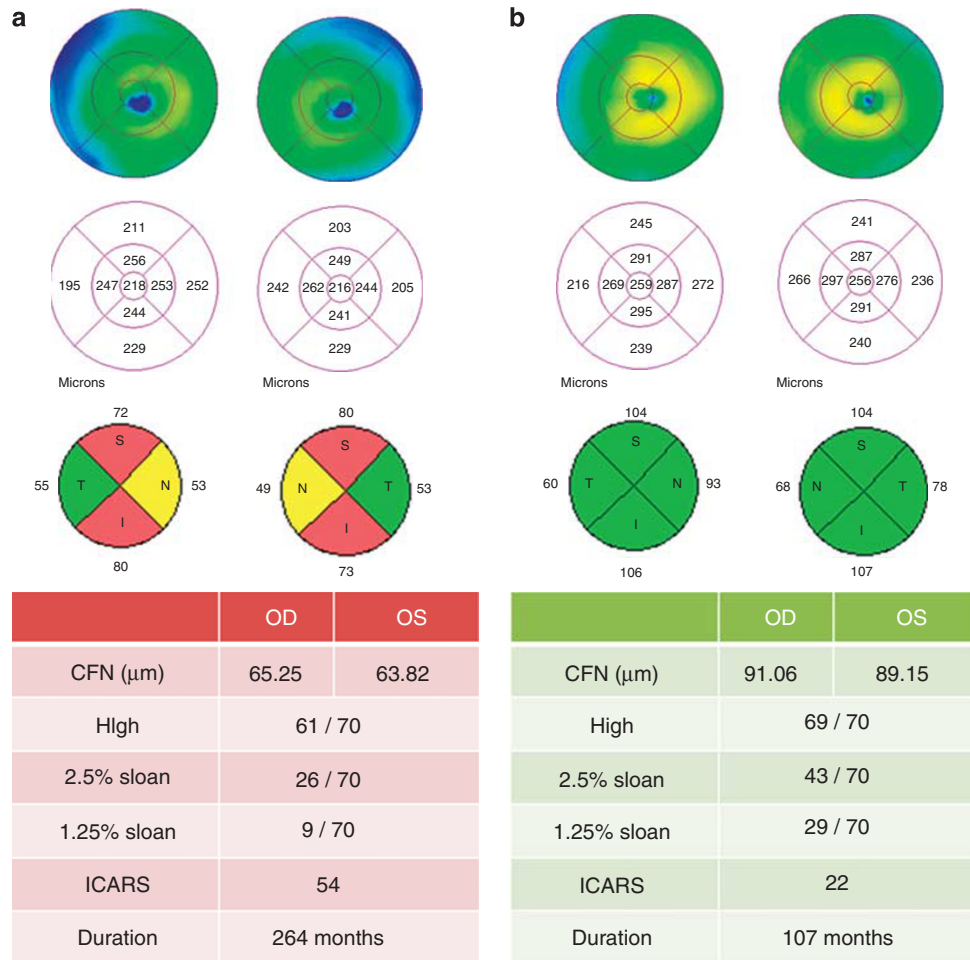 a
211
256
195 247 218 253 252
244
229
Microns
203
249
242 262 216 244 205
241
229
Microns
72
S
55 T N 53
I
80
80
S
49 N T 53
I
73
OD OS
CFN (μm) 65.25 63.82
HIgh 61 / 70
2.5% sloan 26 / 70
1.25% sloan 9 / 70
ICARS 54
Duration 264 months
b
245
291
216 269 259 287 272
295
239
Microns
241
287
266 297 256 276 236
291
240
Microns
104
S
60 T N 93
I
106
104
S
68 N T 78
I
107
OD OS
CFN (μm) 91.06 89.15
High 69 / 70
2.5% sloan 43 / 70
1.25% sloan 29 / 70
ICARS 22
Duration 107 months